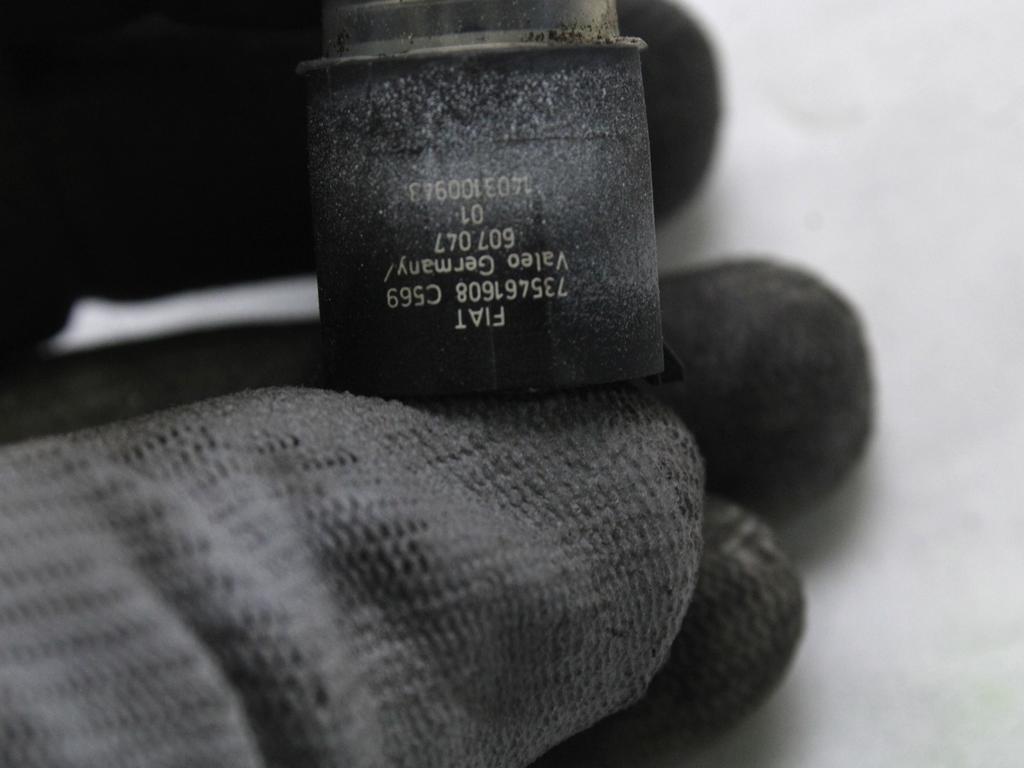 FIAT
735461608 C569
Valeo Germany/
607 047
01
1403100943